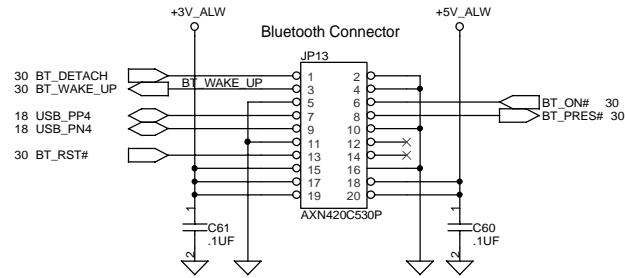 +3V_ALW
+5V_ALW
Bluetooth Connector
JP13
30 BT_DETACH
30 BT_WAKE_UP
BT_WAKE_UP
18 USB_PP4
18 USB_PN4
30 BT_RST#
1 2
3 4
5 6
7 8
9 10
11 12
13 14
15 16
17 18
19 20
BT_ON# 30
BT_PRES# 30
AXN420C530P
1
C61
.1UF
2
1
C60
.1UF
2